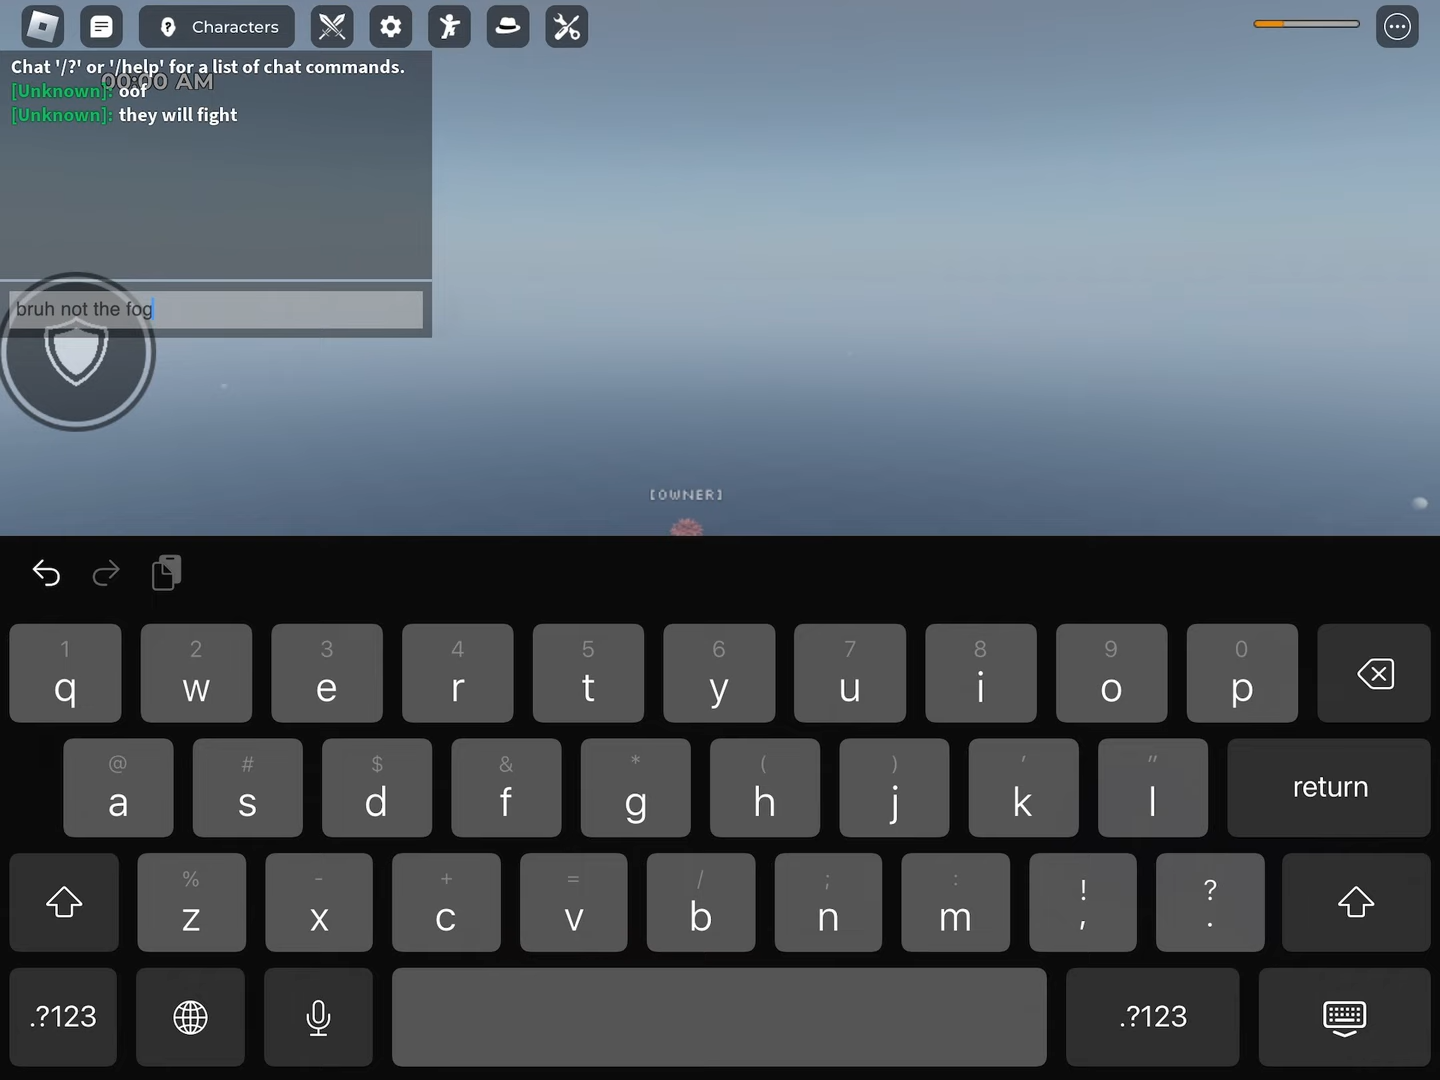 Characters
Chat '/?' or '/help' for a list of chat commands.
00:00 AM
[Unknown]: oof
[Unknown]: they will fight
bruh not the fog
[OWNER]
1 2 3 4 5 6 7 8 9 0
q w e r t y u i o p
@ # $ & * ( ) ' "
a s d f g h j k l return
% - + = / ; : ! ?
z x c v b n m , .
.?123 .?123